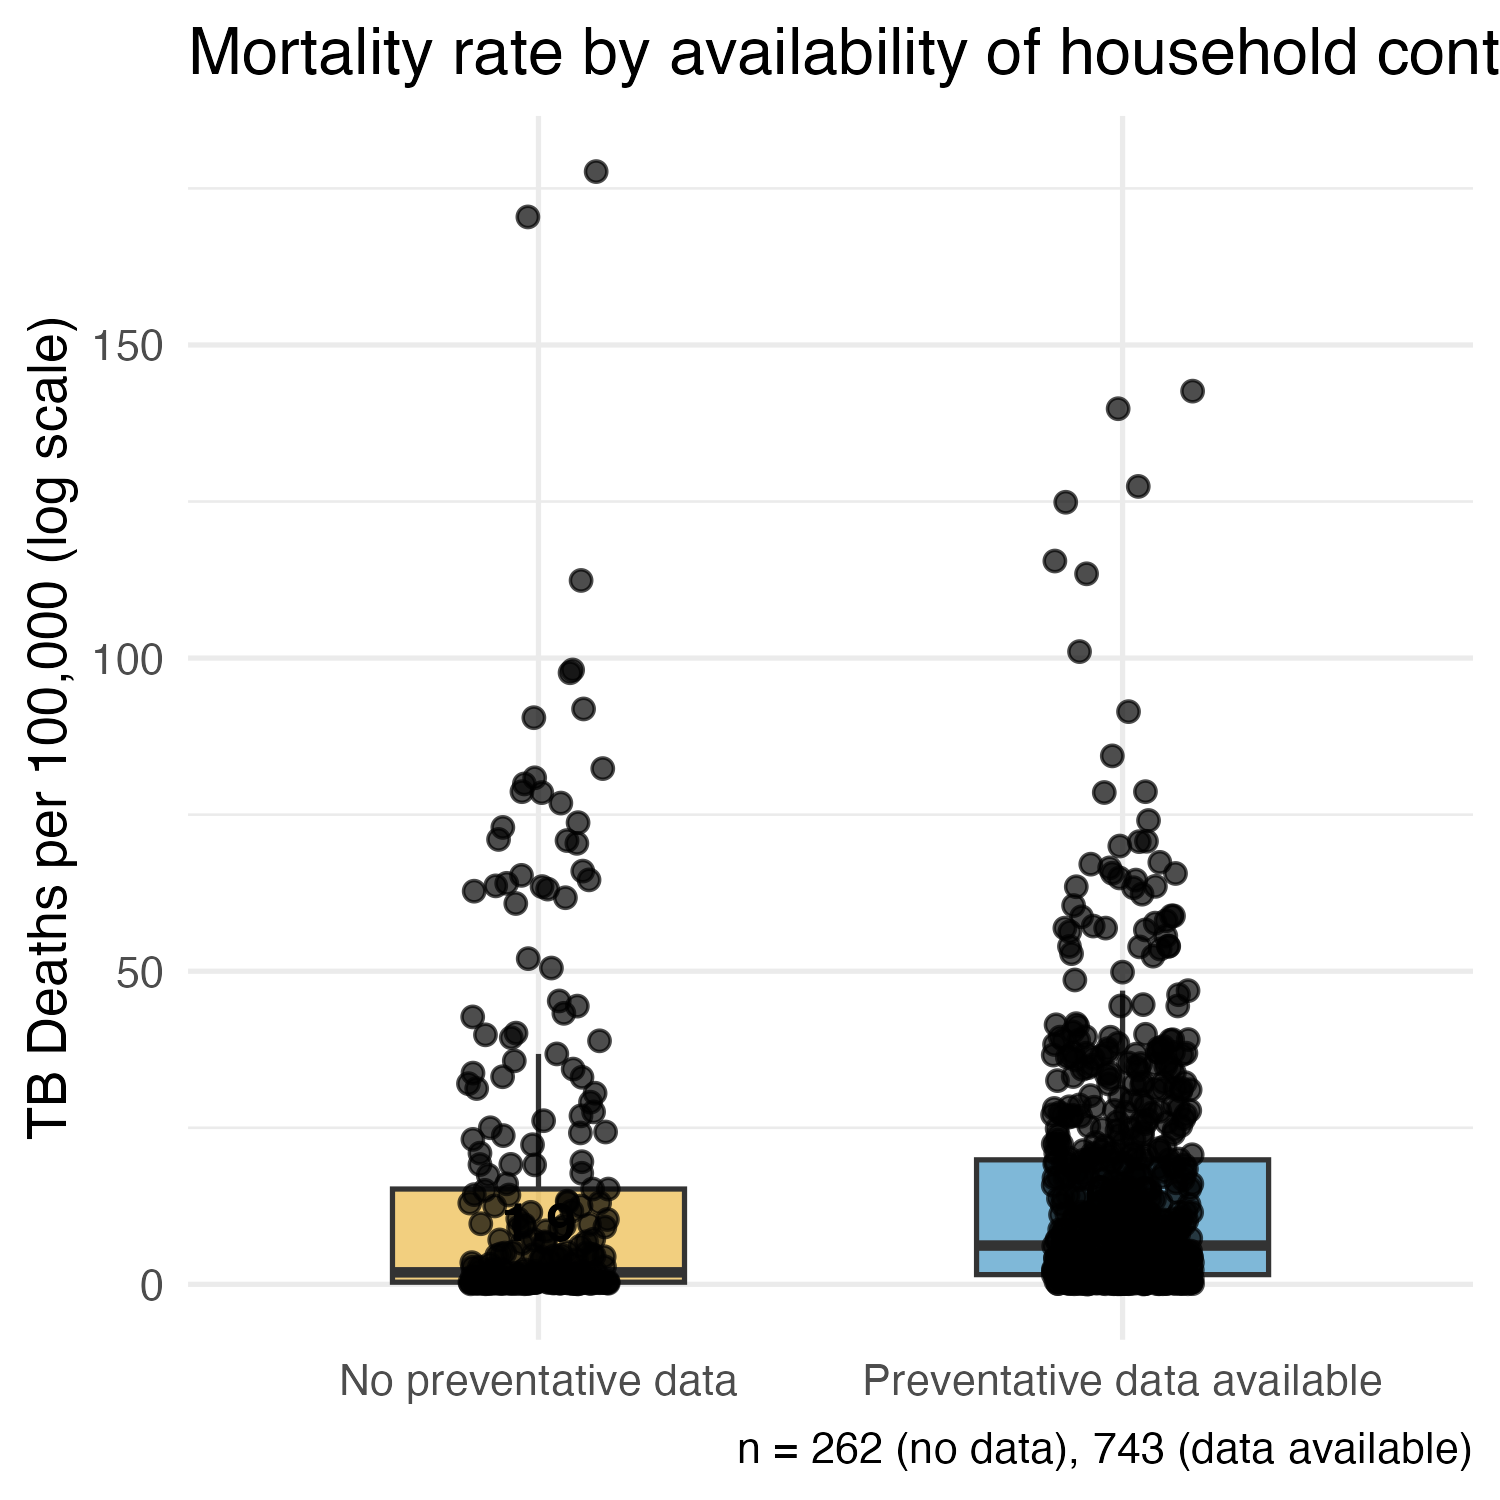 Mortality rate by availability of household cont
TB Deaths per 100,000 (log scale)
150
100
50
0
No preventative data
Preventative data available
n = 262 (no data), 743 (data available)